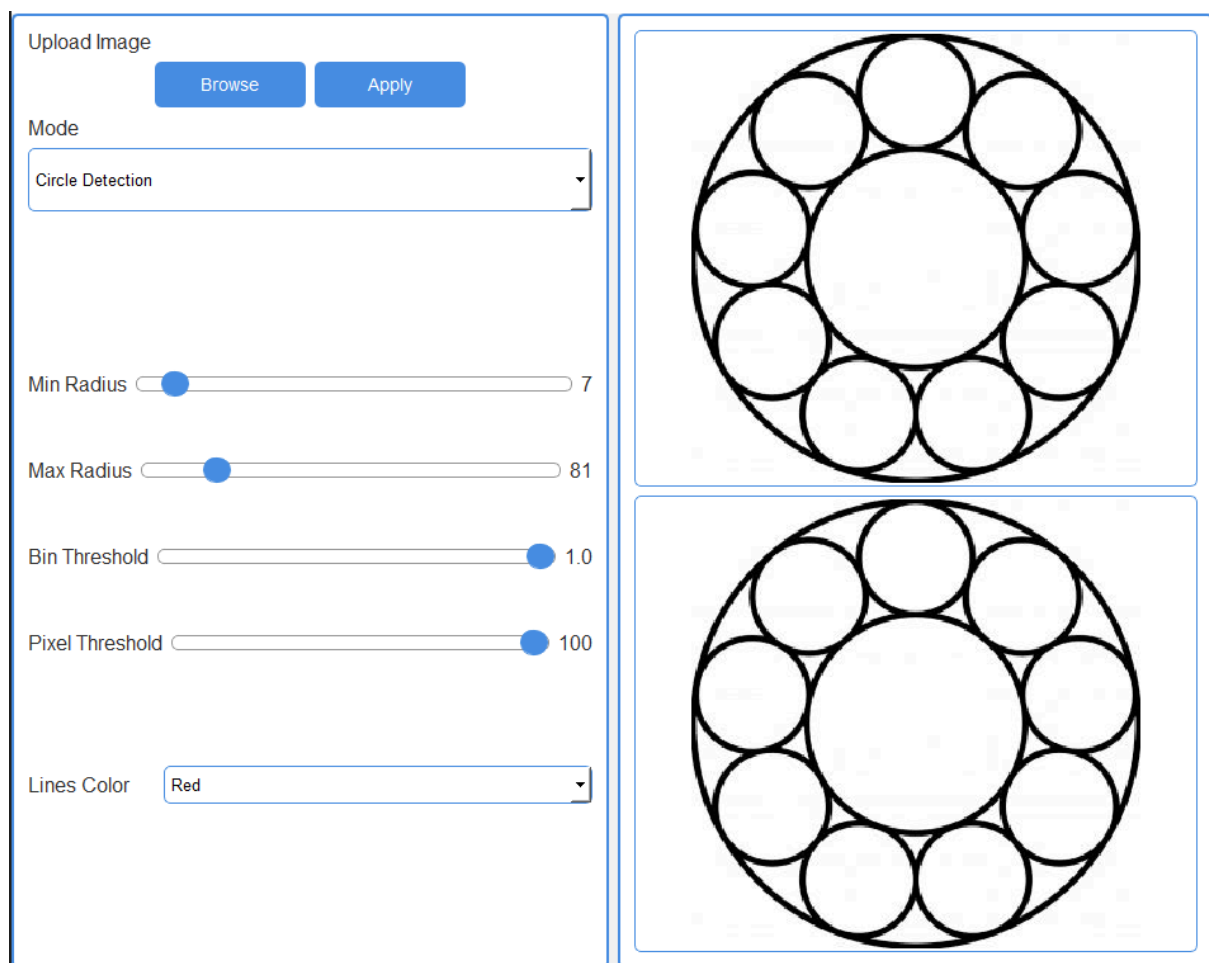 Upload Image
Browse Apply
Mode
Circle Detection
Min Radius 7
Max Radius 81
Bin Threshold 1.0
Pixel Threshold 100
Lines Color Red